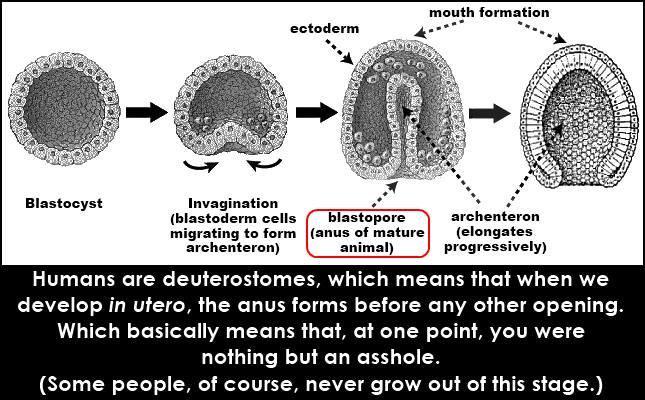 mouth formation
ectoderm
Blastocyst
Invagination
(blastoderm cells
migrating to form
archenteron)
blastopore
(anus of mature
animal)
archenteron
(elongates
progressively)
Humans are deuterostomes, which means that when we
develop in utero, the anus forms before any other opening.
Which basically means that, at one point, you were
nothing but an asshole.
(Some people, of course, never grow out of this stage.)